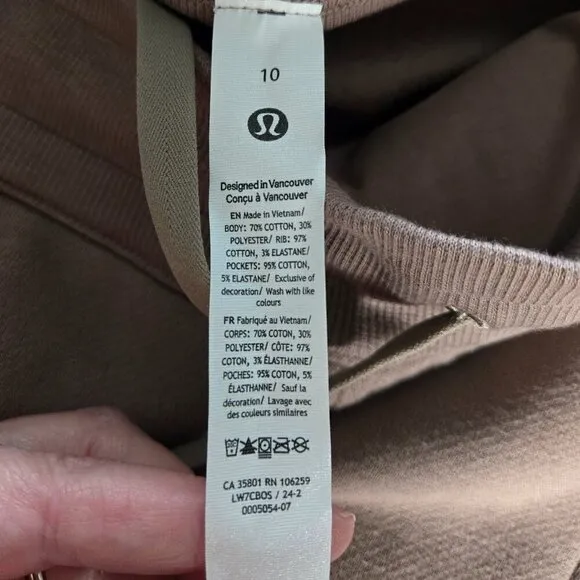 10
Designed in Vancouver
Conçu à Vancouver
EN Made in Vietnam/
BODY: 70% COTTON, 30%
POLYESTER/ RIB: 97%
COTTON, 3% ELASTANE/
POCKETS: 95% COTTON,
5% ELASTANE/ Exclusive of
decoration/ Wash with like
colours
FR Fabriqué au Vietnam/
CORPS: 70% COTON, 30%
POLYESTER/ CÔTE: 97%
COTON, 3% ÉLASTHANNE/
POCHES: 95% COTON, 5%
ÉLASTHANNE/ Sauf la
décoration/ Lavage avec
des couleurs similaires
CA 35801 RN 106259
LW7CBOS / 24-2
0005054-07